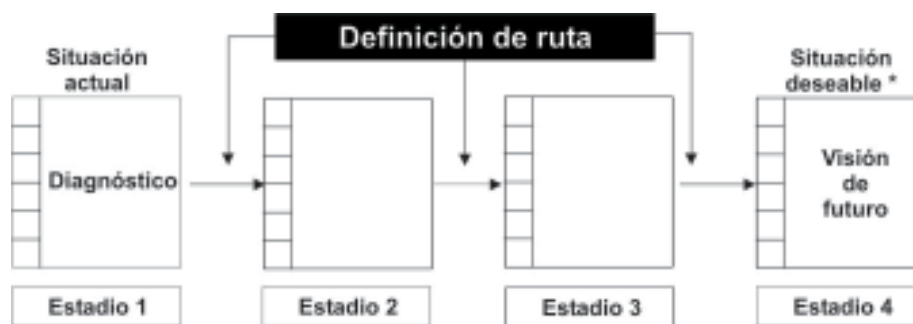 Definición de ruta
Situación
actual
Situación
deseable *
Diagnóstico
Visión
de
futuro
Estadio 1
Estadio 2
Estadio 3
Estadio 4